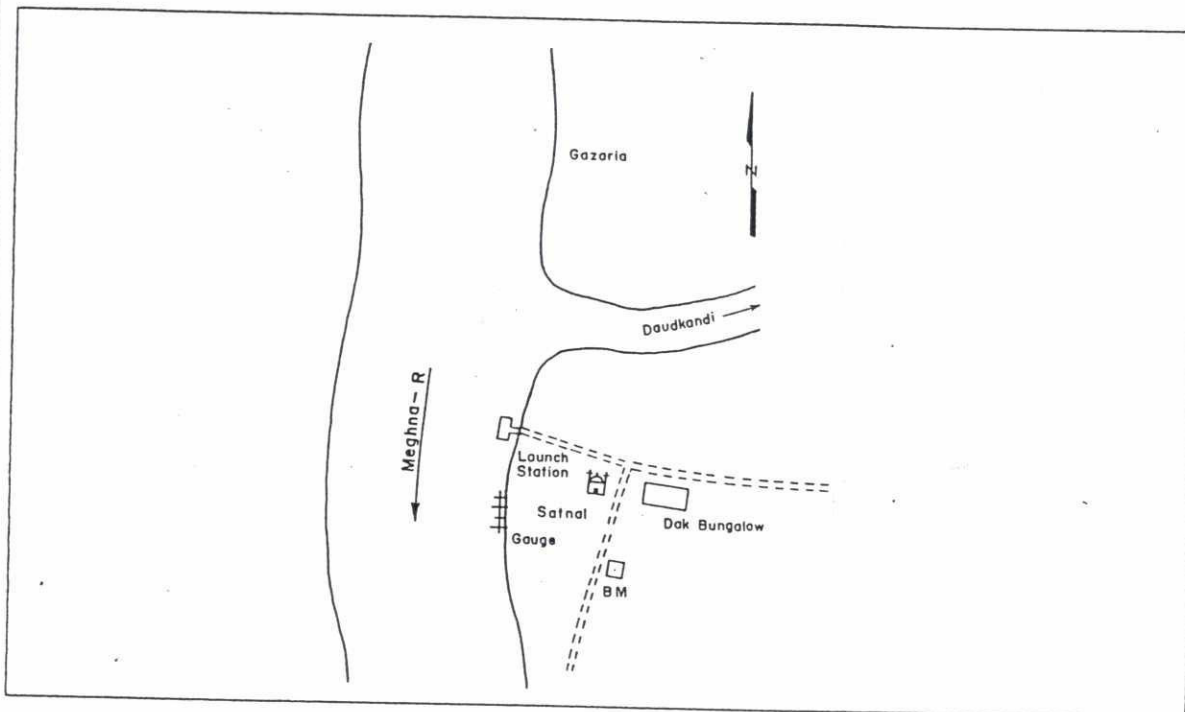 Gazaria
N
Daudkandi
Meghna-R
Launch
Station
Satnal
Dak Bungalow
Gauge
BM